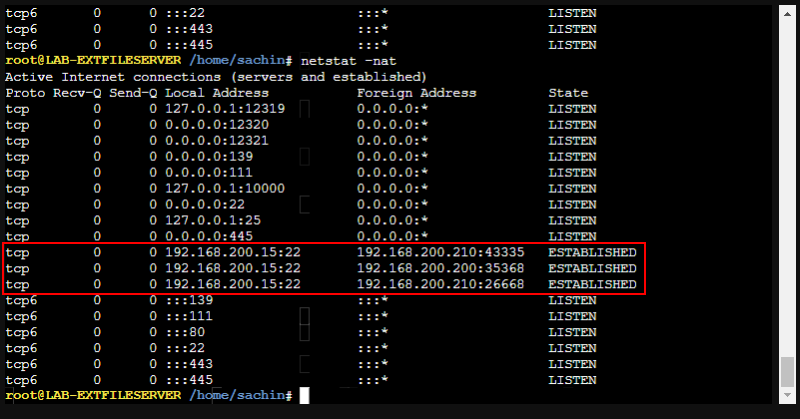 tcp6 0 0 :::22 :::* LISTEN
tcp6 0 0 :::443 :::* LISTEN
tcp6 0 0 :::445 :::* LISTEN
root@LAB-EXTFILESERVER /home/sachin# netstat -nat
Active Internet connections (servers and established)
Proto Recv-Q Send-Q Local Address Foreign Address State
tcp 0 0 127.0.0.1:12319 0.0.0.0:* LISTEN
tcp 0 0 0.0.0.0:12320 0.0.0.0:* LISTEN
tcp 0 0 0.0.0.0:12321 0.0.0.0:* LISTEN
tcp 0 0 0.0.0.0:139 0.0.0.0:* LISTEN
tcp 0 0 0.0.0.0:111 0.0.0.0:* LISTEN
tcp 0 0 127.0.0.1:10000 0.0.0.0:* LISTEN
tcp 0 0 0.0.0.0:22 0.0.0.0:* LISTEN
tcp 0 0 127.0.0.1:25 0.0.0.0:* LISTEN
tcp 0 0 0.0.0.0:445 0.0.0.0:* LISTEN
tcp 0 0 192.168.200.15:22 192.168.200.210:43335 ESTABLISHED
tcp 0 0 192.168.200.15:22 192.168.200.200:35368 ESTABLISHED
tcp 0 0 192.168.200.15:22 192.168.200.210:26668 ESTABLISHED
tcp6 0 0 :::139 :::* LISTEN
tcp6 0 0 :::111 :::* LISTEN
tcp6 0 0 :::80 :::* LISTEN
tcp6 0 0 :::22 :::* LISTEN
tcp6 0 0 :::443 :::* LISTEN
tcp6 0 0 :::445 :::* LISTEN
root@LAB-EXTFILESERVER /home/sachin#